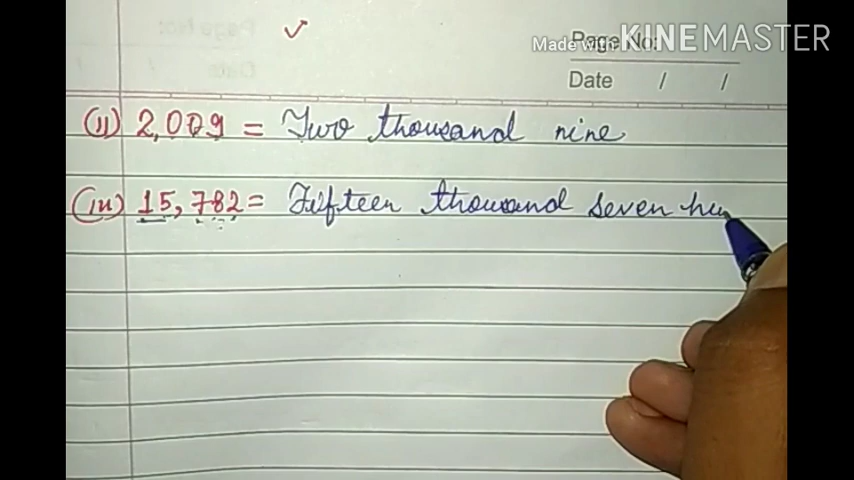 Made with KINEMASTER
Page No:
Date / /
(ii) 2,009 = Two thousand nine
(iii) 15,782 = Fifteen thousand seven hu